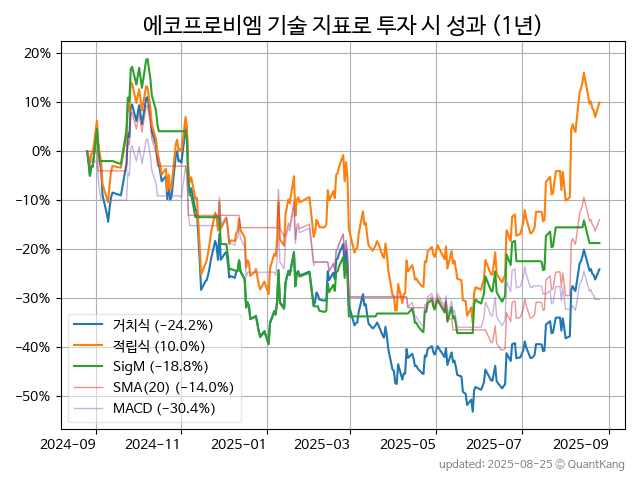 에코프로비엠 기술 지표로 투자 시 성과 (1년)
20%
10%
0%
−10%
−20%
−30%
−40%
−50%
거치식 (−24.2%)
적립식 (10.0%)
SigM (−18.8%)
SMA(20) (−14.0%)
MACD (−30.4%)
2024-09 2024-11 2025-01 2025-03 2025-05 2025-07 2025-09
updated: 2025-08-25 ⓒ QuantKang